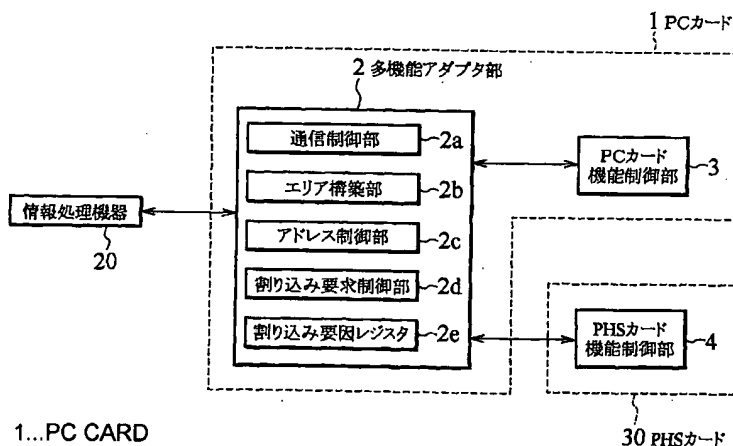 1 PCカード
2 多機能アダプタ部
通信制御部 2a
エリア構築部 2b
アドレス制御部 2c
割り込み要求制御部 2d
割り込み要因レジスタ 2e
PCカード
機能制御部
3
情報処理機器
20
PHSカード
機能制御部
4
30 PHSカード
1...PC CARD